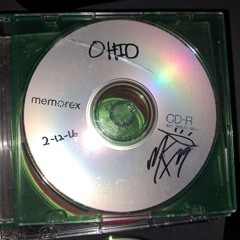 OHIO
memorex
CD-R
2-12-16